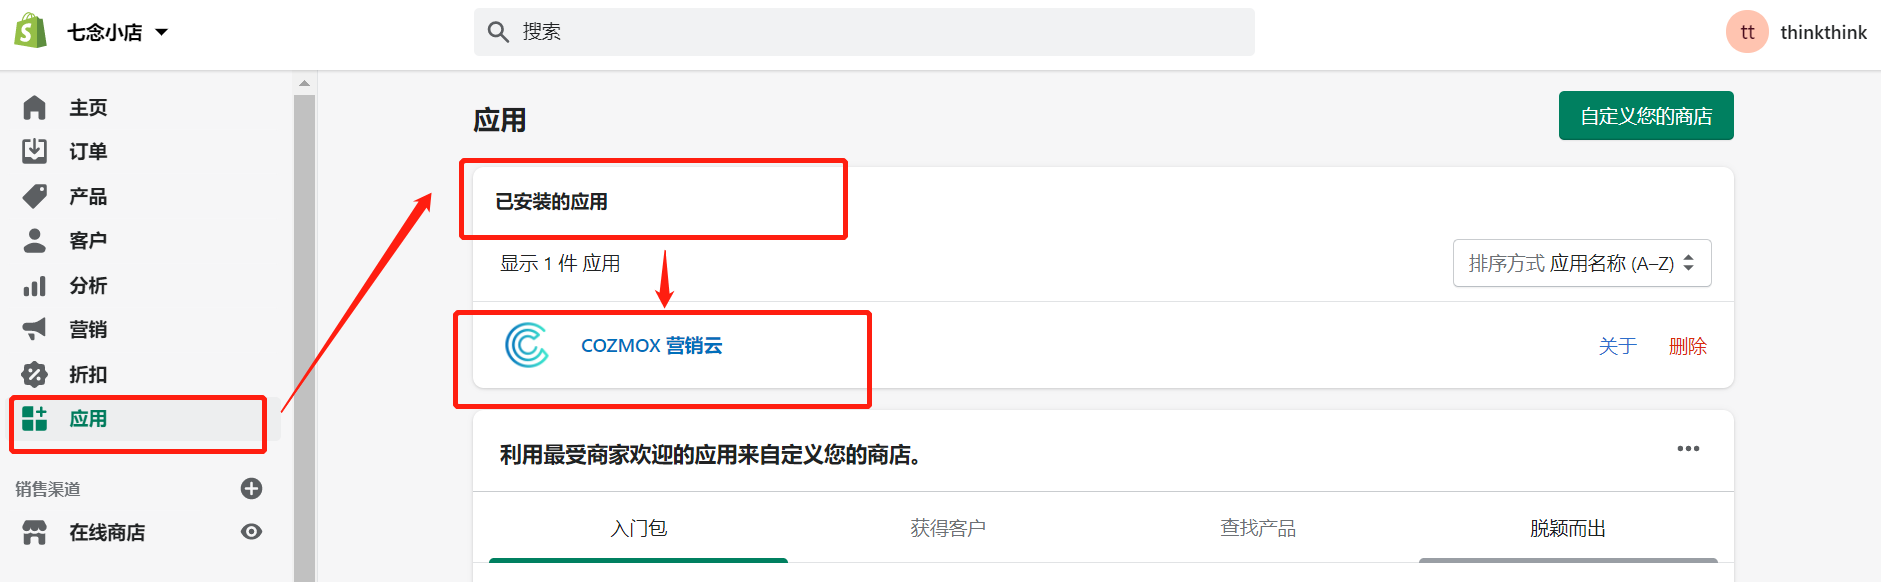 七念小店
搜索
tt
thinkthink
主页
订单
产品
客户
分析
营销
折扣
应用
销售渠道
在线商店
应用
自定义您的商店
已安装的应用
显示 1 件 应用
排序方式 应用名称 (A–Z)
COZMOX 营销云
关于
删除
利用最受商家欢迎的应用来自定义您的商店。
入门包
获得客户
查找产品
脱颖而出